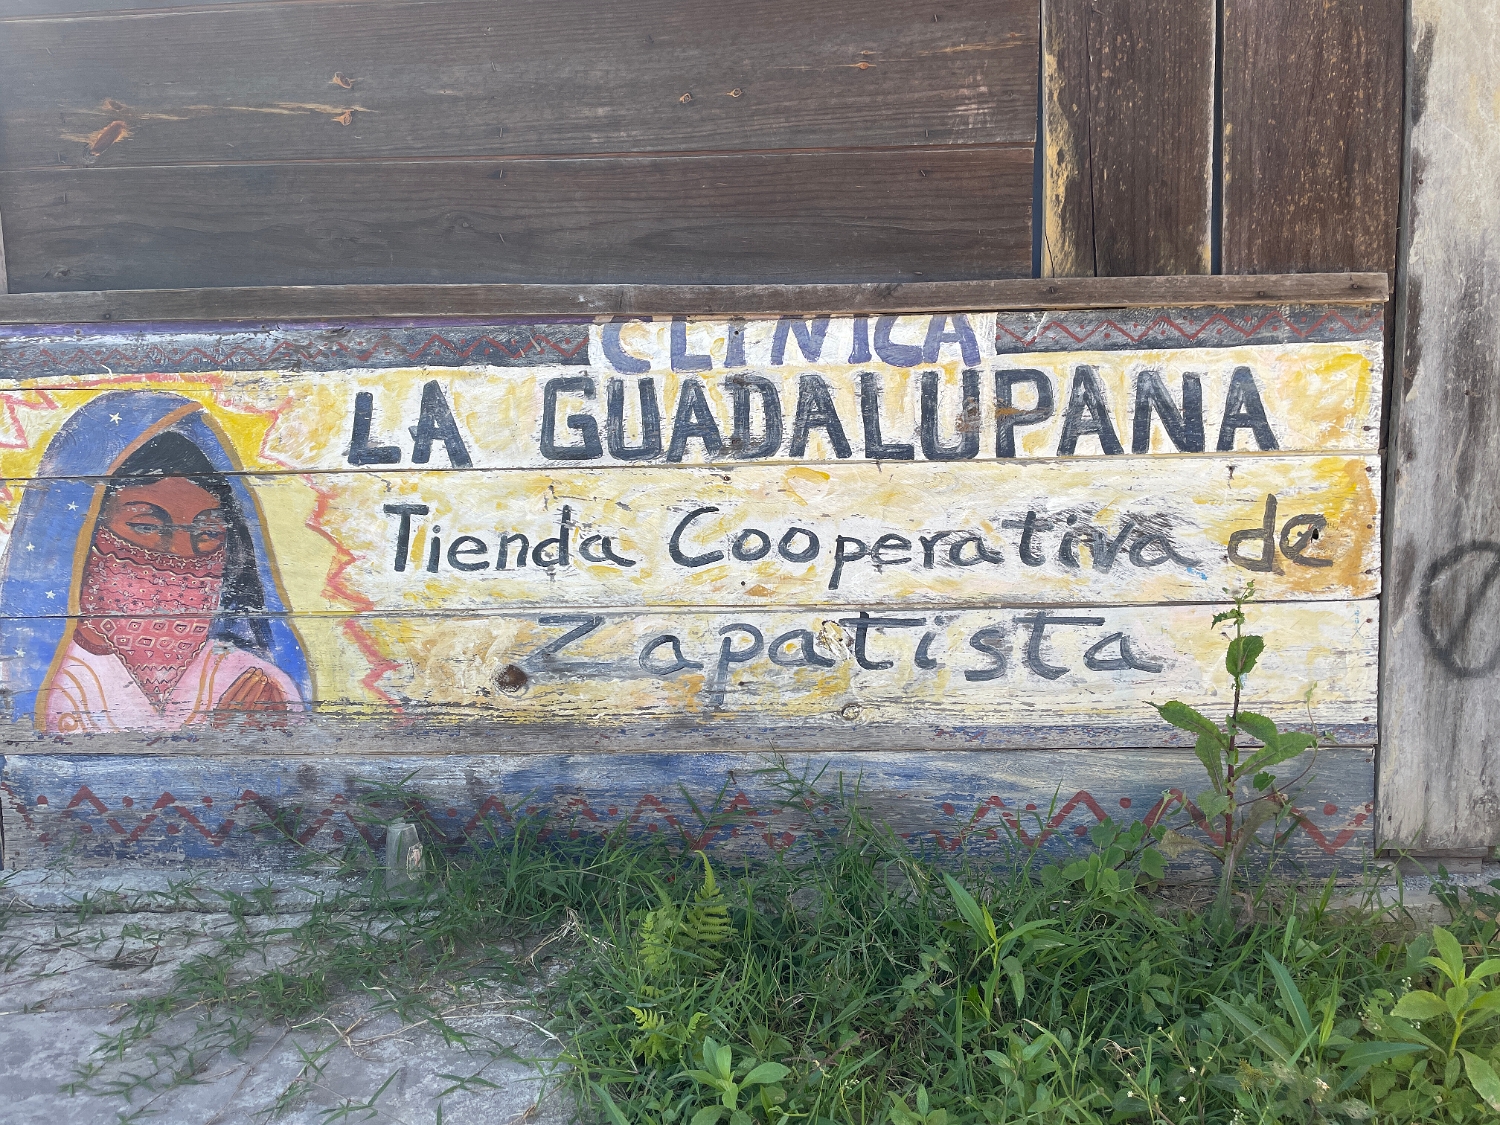 CLINICA
LA GUADALUPANA
Tienda Cooperativa de
Zapatista